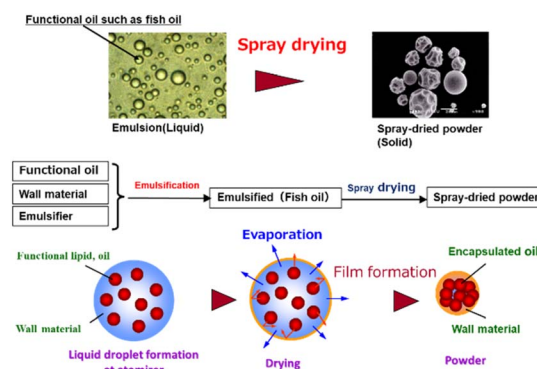 Functional oil such as fish oil
Spray drying
Emulsion(Liquid)
Spray-dried powder
(Solid)
Functional oil
Wall material
Emulsifier
Emulsification
Emulsified (Fish oil)
Spray drying
Spray-dried powder
Evaporation
Functional lipid, oil
Film formation
Encapsulated oil
Wall material
Wall material
Liquid droplet formation
at atomizer
Drying
Powder